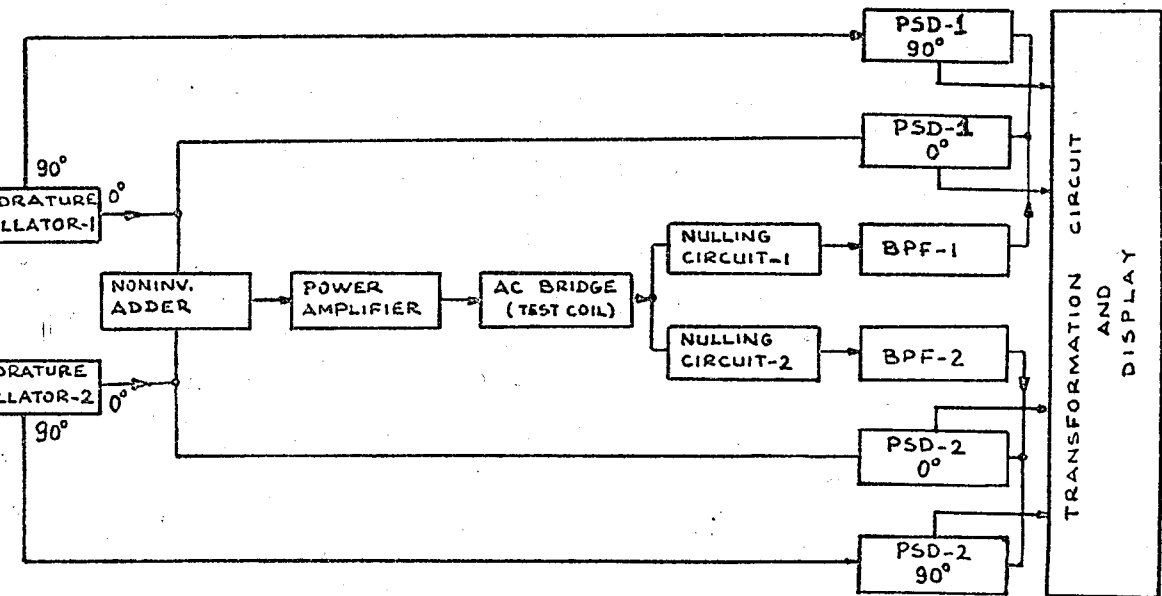 PSD-1
90°
PSD-1
0°
90°
0°
DRATURE
LLATOR-1
NULLING
CIRCUIT-1
BPF-1
NONINV.
ADDER
POWER
AMPLIFIER
AC BRIDGE
(TEST COIL)
NULLING
CIRCUIT-2
BPF-2
DRATURE
LLATOR-2
0°
90°
PSD-2
0°
PSD-2
90°
TRANSFORMATION CIRCUIT
AND
DISPLAY